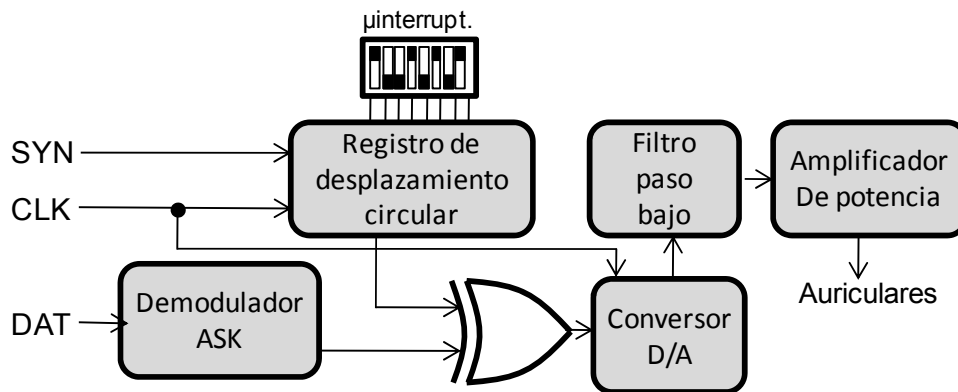 µinterrupt.
SYN
CLK
DAT
Registro de
desplazamiento
circular
Demodulador
ASK
Conversor
D/A
Filtro
paso
bajo
Amplificador
De potencia
Auriculares